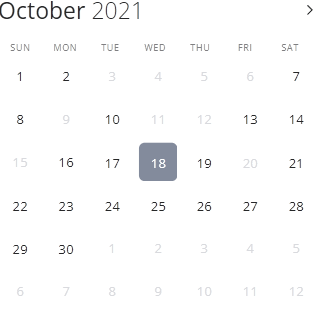 October 2021
SUN MON TUE WED THU FRI SAT
1 2 3 4 5 6 7
8 9 10 11 12 13 14
15 16 17 18 19 20 21
22 23 24 25 26 27 28
29 30 1 2 3 4 5
6 7 8 9 10 11 12